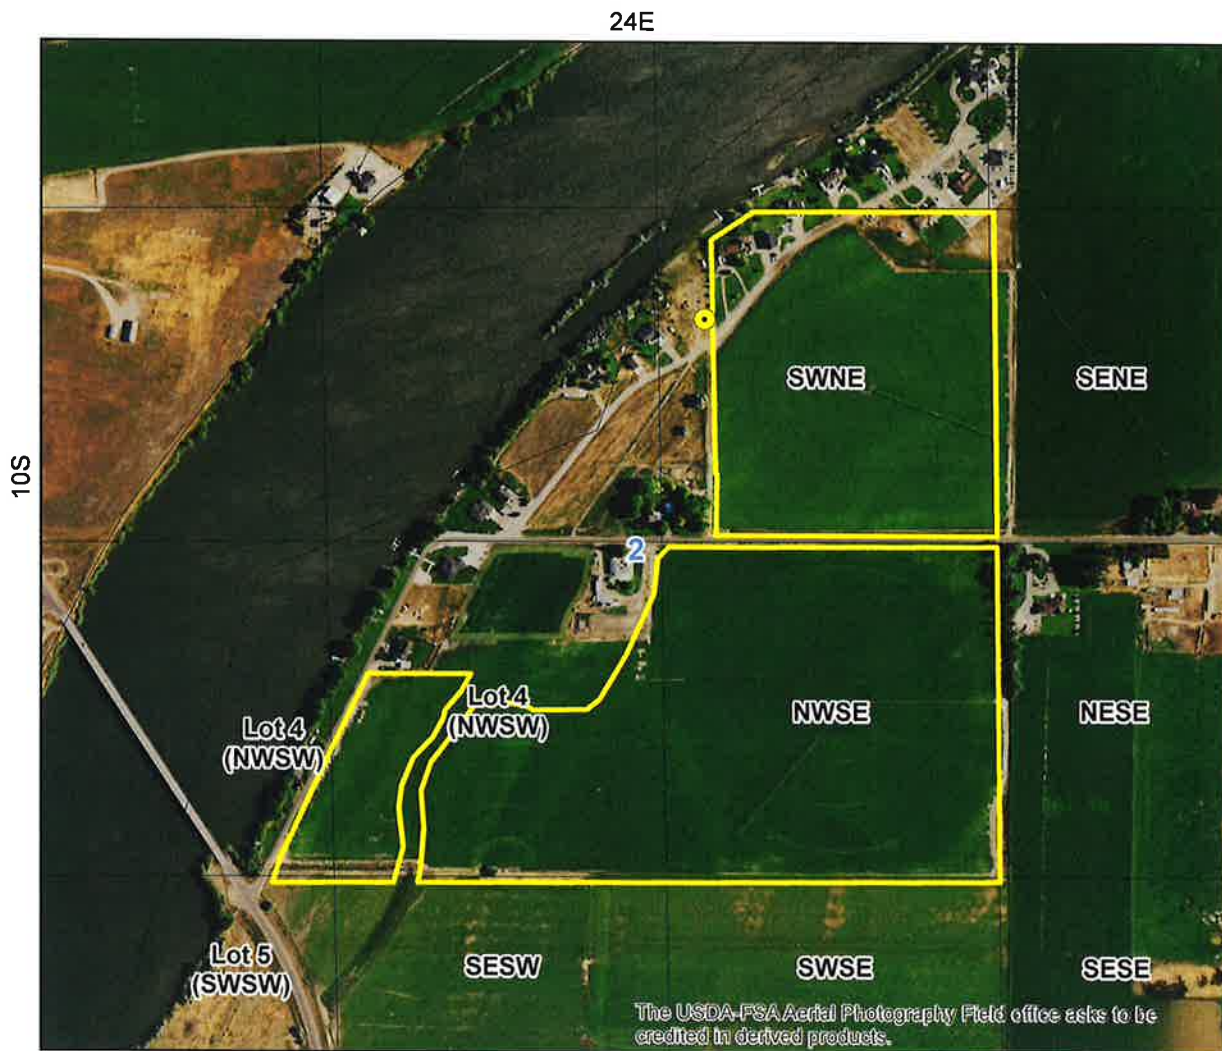 24E
10S
SWNE
SENE
2
Lot 4
(NWSW)
Lot 4
(NWSW)
NWSE
NESE
Lot 5
(SWSW)
SESW
SWSE
SESE
The USDA-FSA Aerial Photography Field office asks to be
credited in derived products.